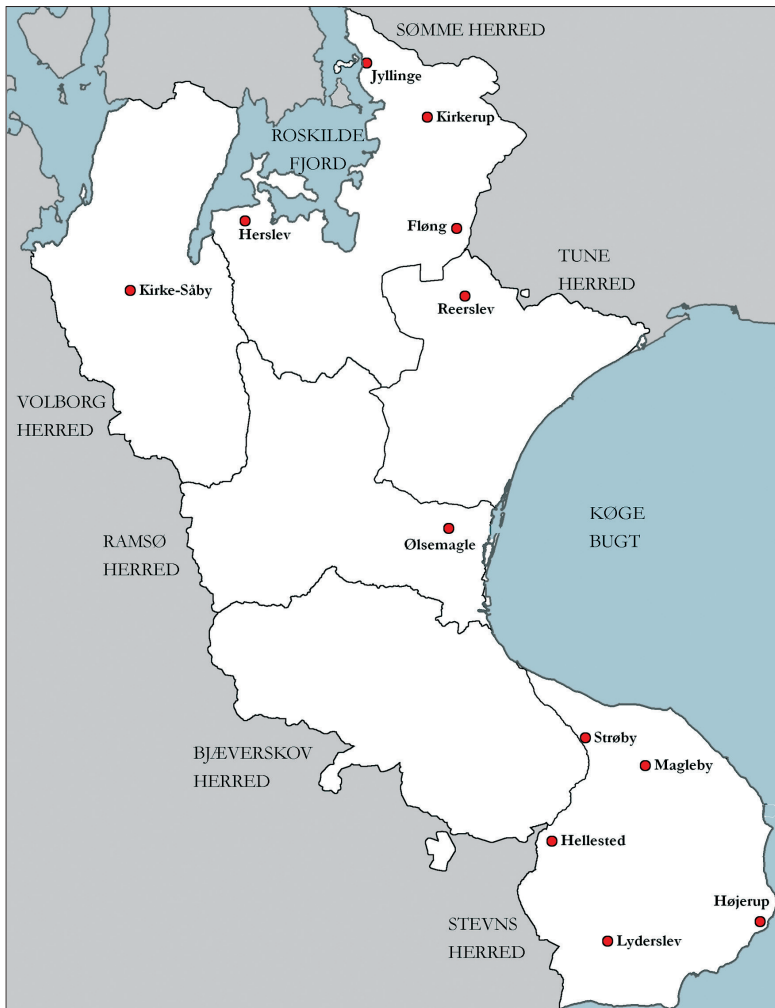 SØMME HERRED
Jyllinge
Kirkerup
ROSKILDE
FJORD
Fløng
Herslev
TUNE
HERRED
Kirke-Såby
Reerslev
VOLBORG
HERRED
KØGE
BUGT
RAMSØ
HERRED
Ølsemagle
Strøby
BJÆVERSKOV
HERRED
Magleby
Hellested
Højerup
STEVNS
HERRED
Lyderslev